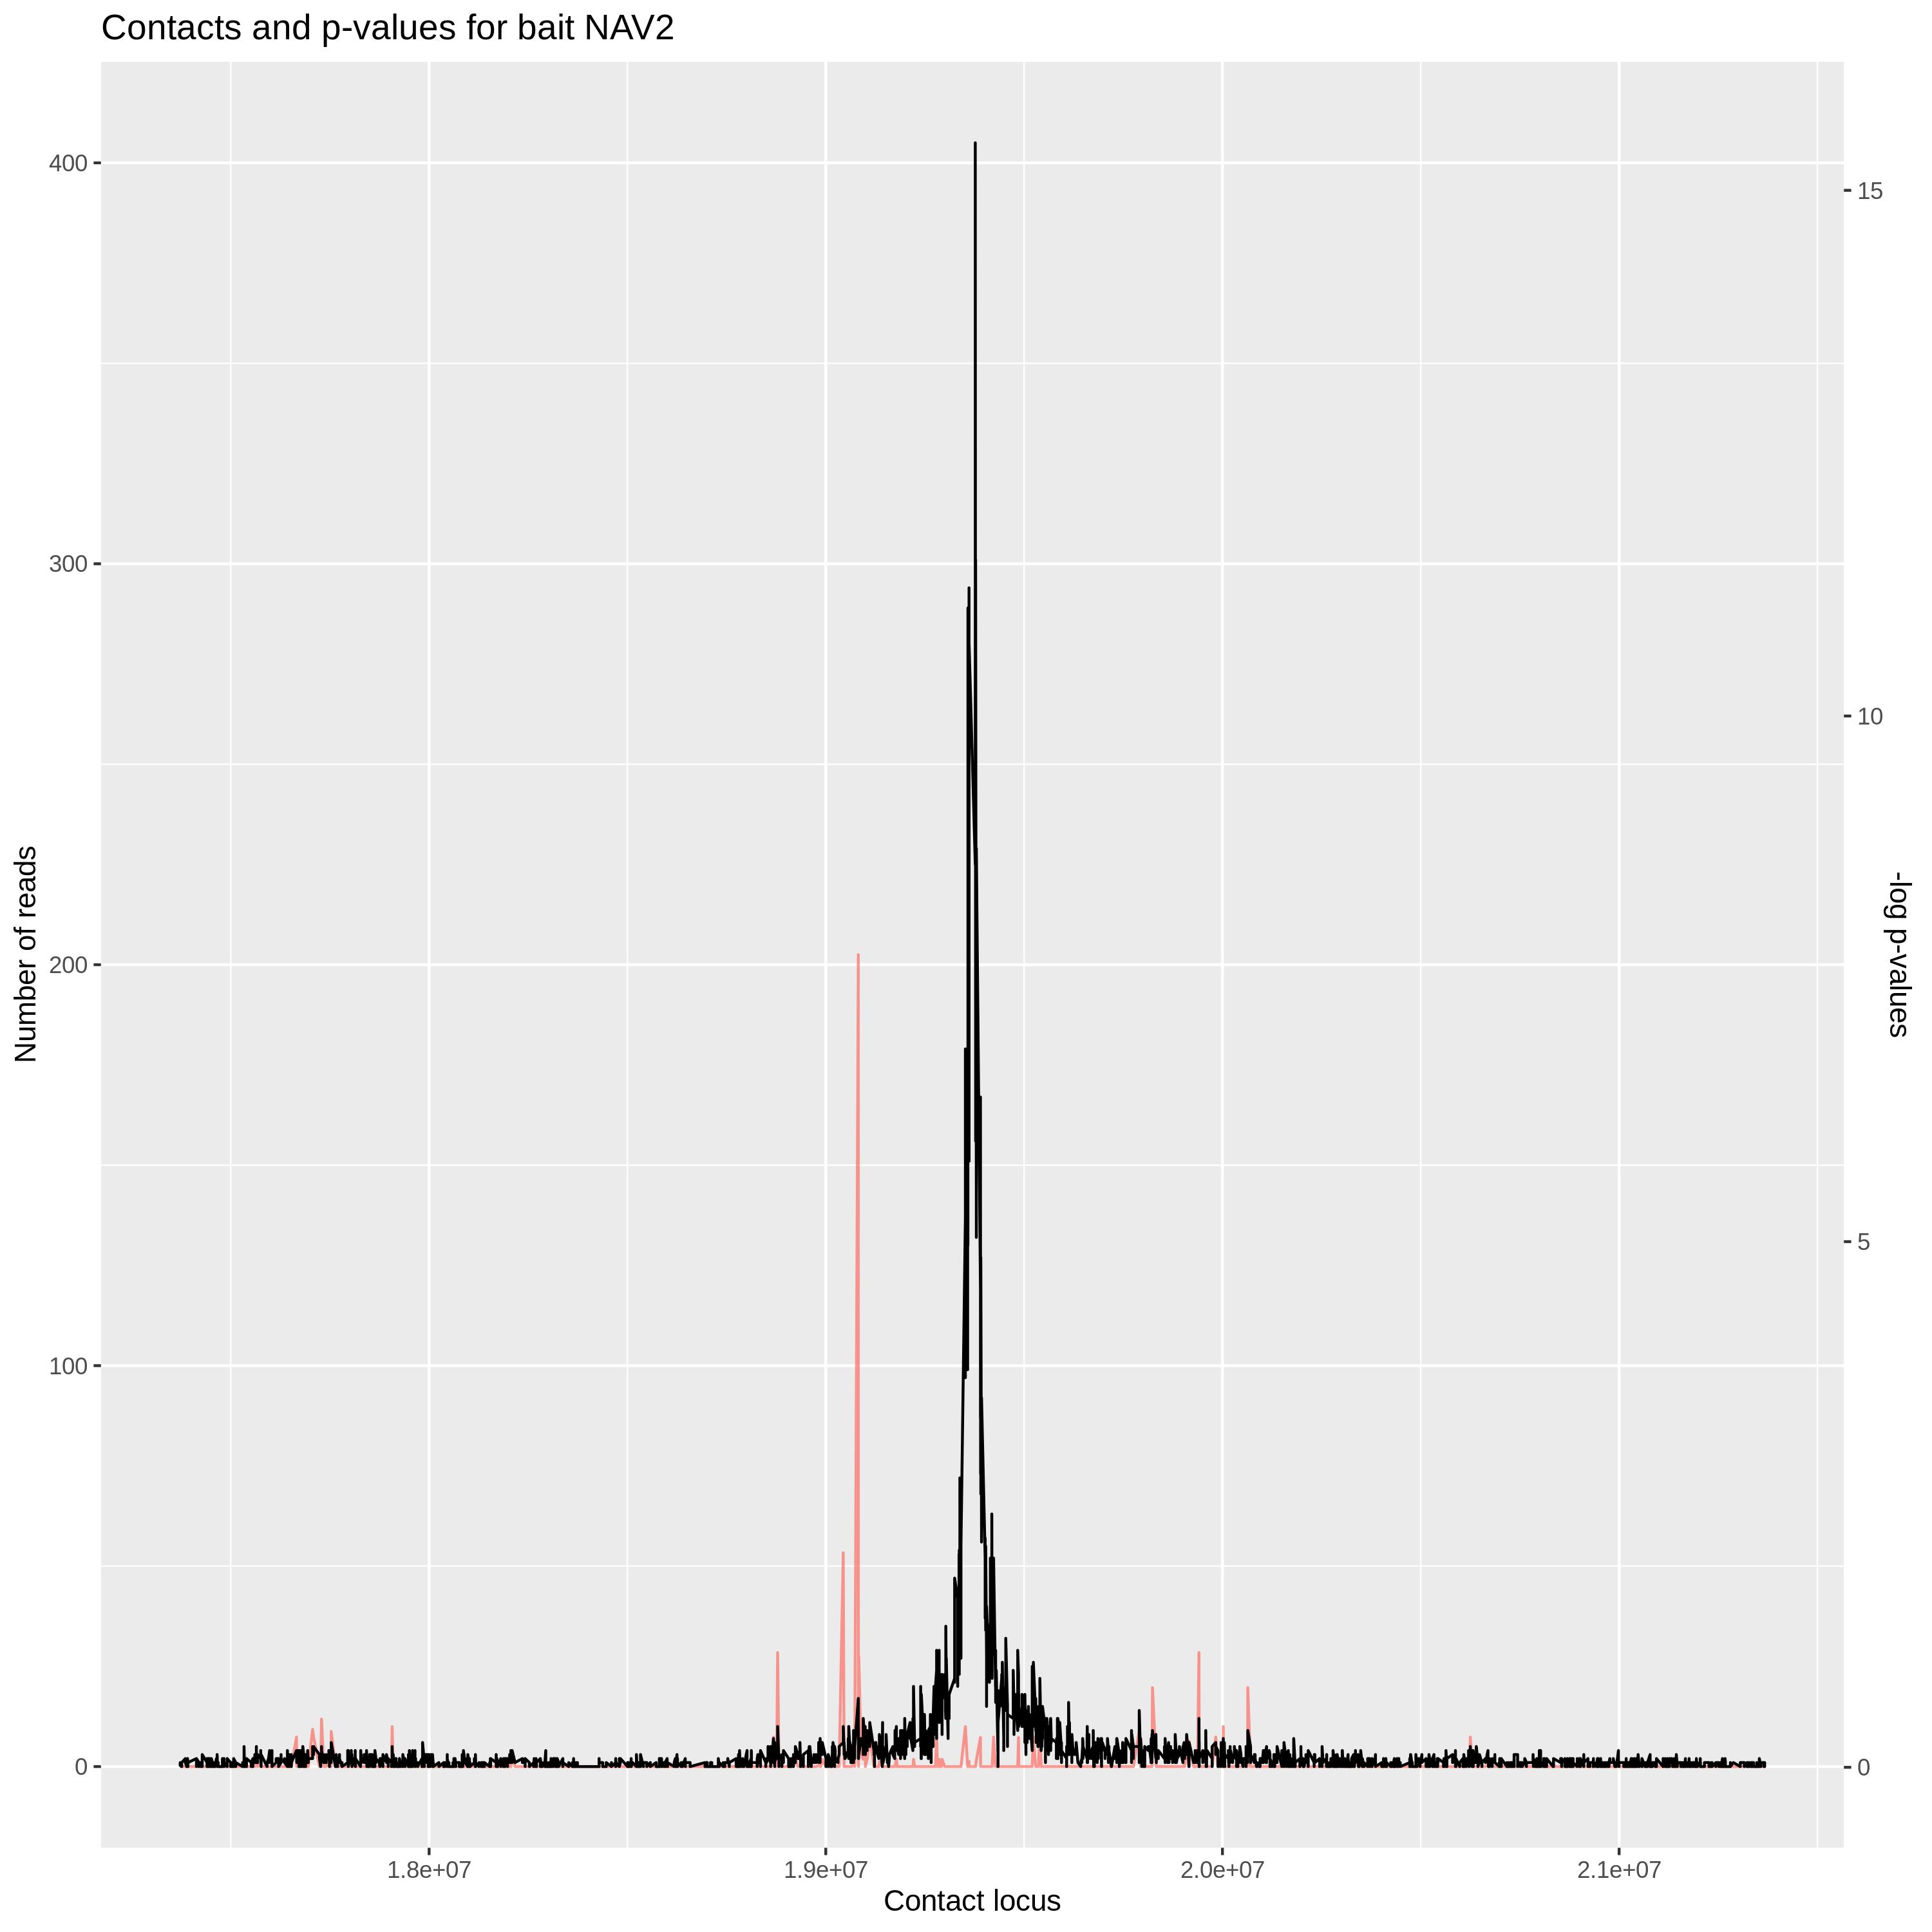 Contacts and p-values for bait NAV2
400
300
200
100
0
Number of reads
15
10
5
0
-log p-values
1.8e+07
1.9e+07
2.0e+07
2.1e+07
Contact locus